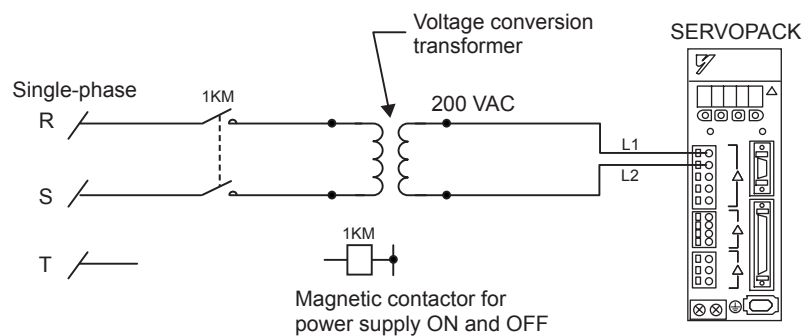 Voltage conversion
transformer
SERVOPACK
Single-phase
1KM
200 VAC
R
L1
L2
S
1KM
T
Magnetic contactor for
power supply ON and OFF